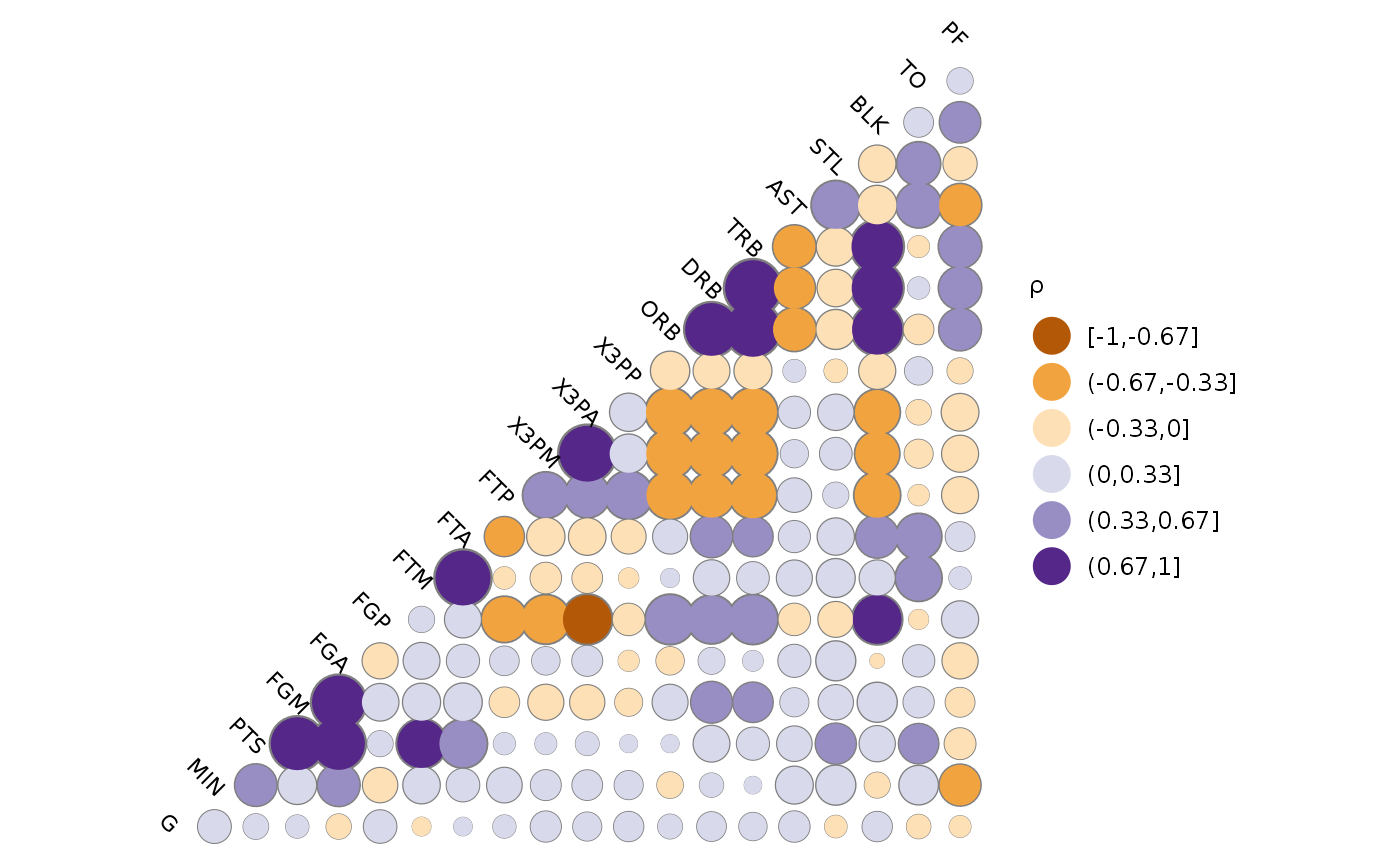 PF
TO
BLK
STL
AST
TRB
DRB
ORB
X3PP
X3PA
X3PM
FTP
FTA
FTM
FGP
FGA
FGM
PTS
MIN
G
ρ
[-1,-0.67]
(-0.67,-0.33]
(-0.33,0]
(0,0.33]
(0.33,0.67]
(0.67,1]